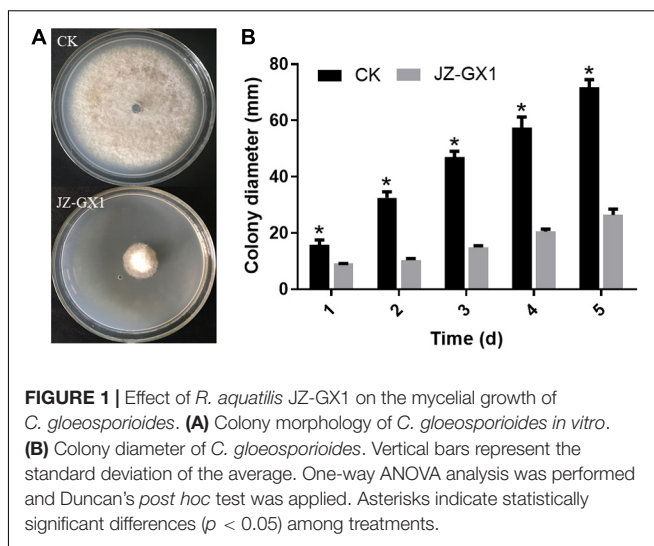 A
CK
JZ-GX1
B
80
60
40
20
0
Colony diameter (mm)
CK
JZ-GX1
*
*
*
*
*
1
2
3
4
5
Time (d)
FIGURE 1 | Effect of R. aquatilis JZ-GX1 on the mycelial growth of
C. gloeosporioides. (A) Colony morphology of C. gloeosporioides in vitro.
(B) Colony diameter of C. gloeosporioides. Vertical bars represent the
standard deviation of the average. One-way ANOVA analysis was performed
and Duncan's post hoc test was applied. Asterisks indicate statistically
significant differences (p < 0.05) among treatments.